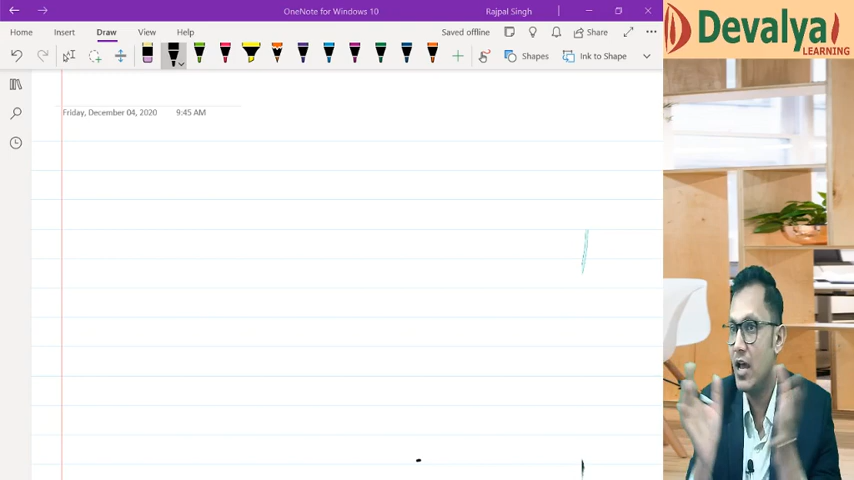 OneNote for Windows 10
Rajpal Singh
Home
Insert
Draw
View
Help
Saved offline
Share
Shapes
Ink to Shape
Friday, December 04, 2020
9:45 AM
Devalya
LEARNING